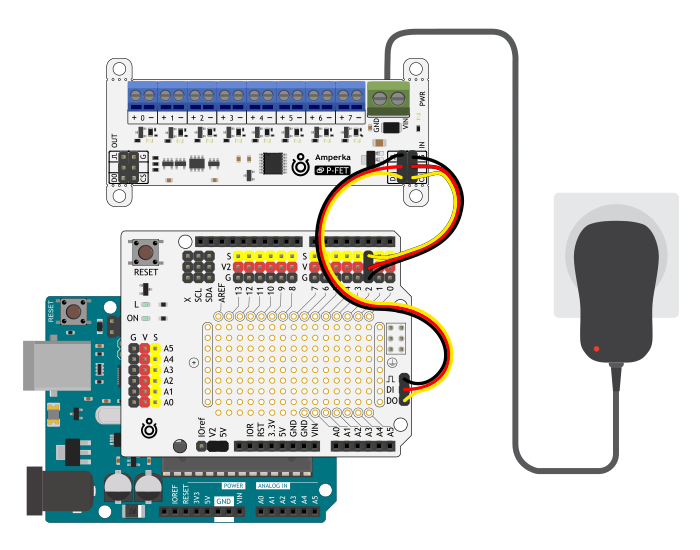 + 0 − + 1 − + 2 − + 3 − + 4 − + 5 − + 6 − + 7 −
GND
VIN
PWR
OUT
IN
G
DO
CS
Amperka
P-FET
D
RESET
X
SCL
SDA
AREF
S
V2
G
13
12
11
10
9
8
S
V
G
7
6
5
4
3
2
1
0
L
ON
G V S
A5
A4
A3
A2
A1
A0
DI
DO
IOref
V2
5V
IOR
RST
3.3V
5V
GND
GND
VIN
A0
A1
A2
A3
A4
A5
RESET
IOREF
RESET
3V3
5V
GND
VIN
POWER
ANALOG IN
A0
A1
A2
A3
A4
A5